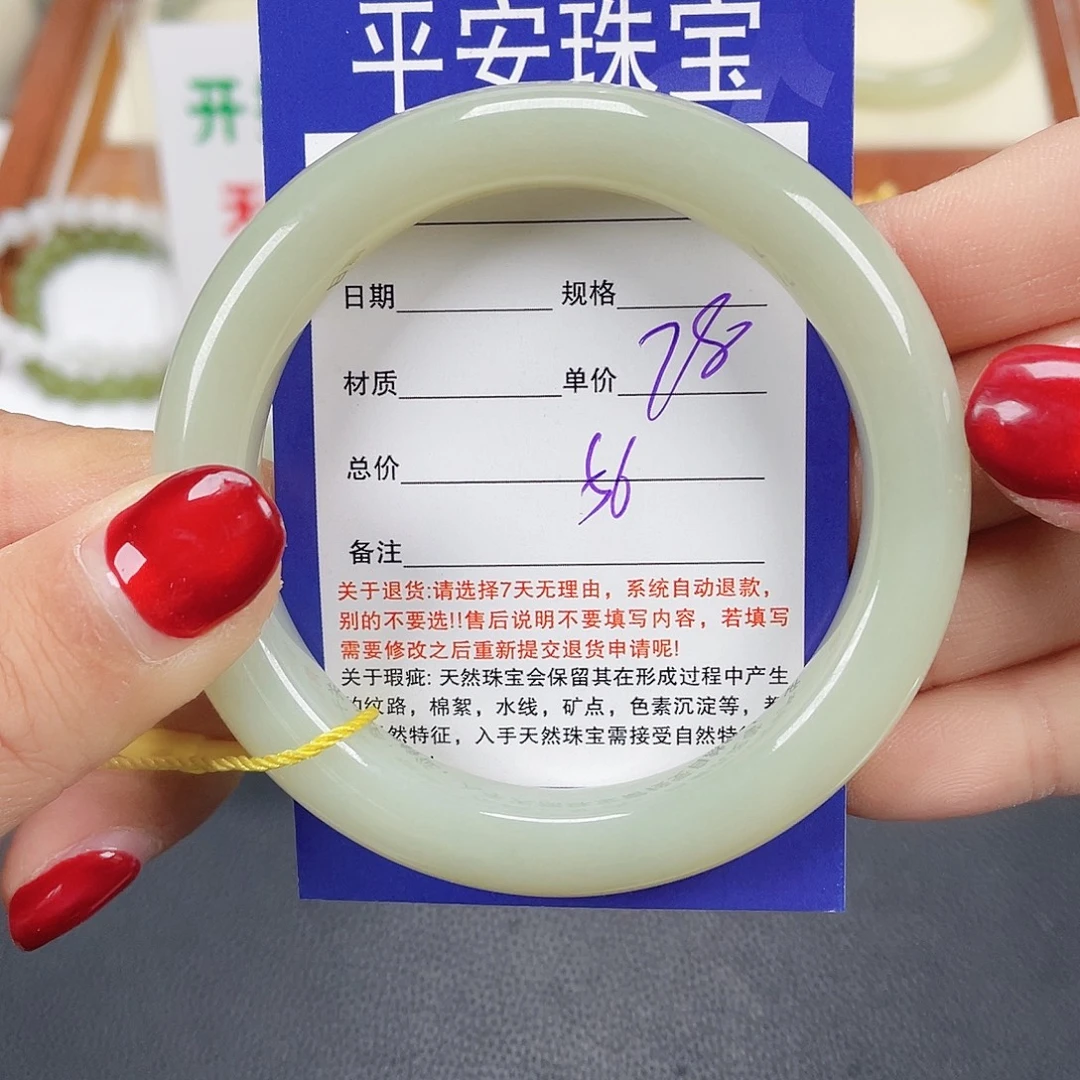 平安珠宝
开
日期 规格
78
材质 单价
56
总价
备注
关于退货:请选择7天无理由，系统自动退款，
别的不要选!!售后说明不要填写内容，若填写
需要修改之后重新提交退货申请呢!
关于瑕疵: 天然珠宝会保留其在形成过程中产生
的纹路，棉絮，水线，矿点，色素沉淀等，都
然特征，入手天然珠宝需接受自然特